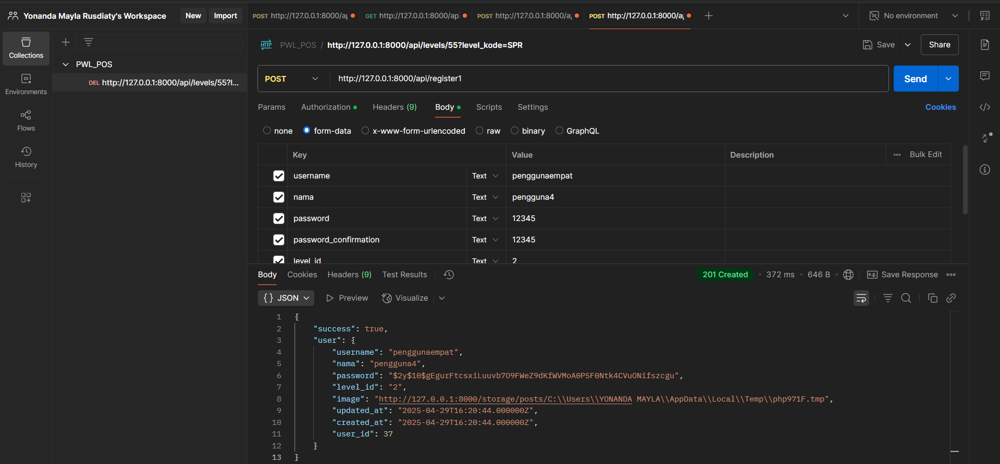 Yonanda Mayla Rusdiaty's Workspace
New
Import
POST http://127.0.0.1:8000/a
GET http://127.0.0.1:8000/ap
POST http://127.0.0.1:8000/a
POST http://127.0.0.1:8000/a
No environment
Collections
Environments
Flows
History
PWL_POS
DEL http://127.0.0.1:8000/api/levels/55?l...
HTTP PWL_POS / http://127.0.0.1:8000/api/levels/55?level_kode=SPR
Save
Share
POST http://127.0.0.1:8000/api/register1
Send
Params Authorization Headers (9) Body Scripts Settings Cookies
none form-data x-www-form-urlencoded raw binary GraphQL
Key Value Description Bulk Edit
username Text penggunaempat
nama Text pengguna4
password Text 12345
password_confirmation Text 12345
level_id Text 2
Body Cookies Headers (9) Test Results 201 Created 372 ms 646 B e.g. Save Response
{} JSON Preview Visualize
1 {
2 "success": true,
3 "user": {
4 "username": "penggunaempat",
5 "nama": "pengguna4",
6 "password": "$2y$10$gEgurFtcsxiLuuvb7O9FWeZ9dKfWVMoA0P5F0Ntk4CVuONifszcgu",
7 "level_id": "2",
8 "image": "http://127.0.0.1:8000/storage/posts/C:\\Users\\YONANDA MAYLA\\AppData\\Local\\Temp\\php971F.tmp",
9 "updated_at": "2025-04-29T16:20:44.000000Z",
10 "created_at": "2025-04-29T16:20:44.000000Z",
11 "user_id": 37
12 }
13 }